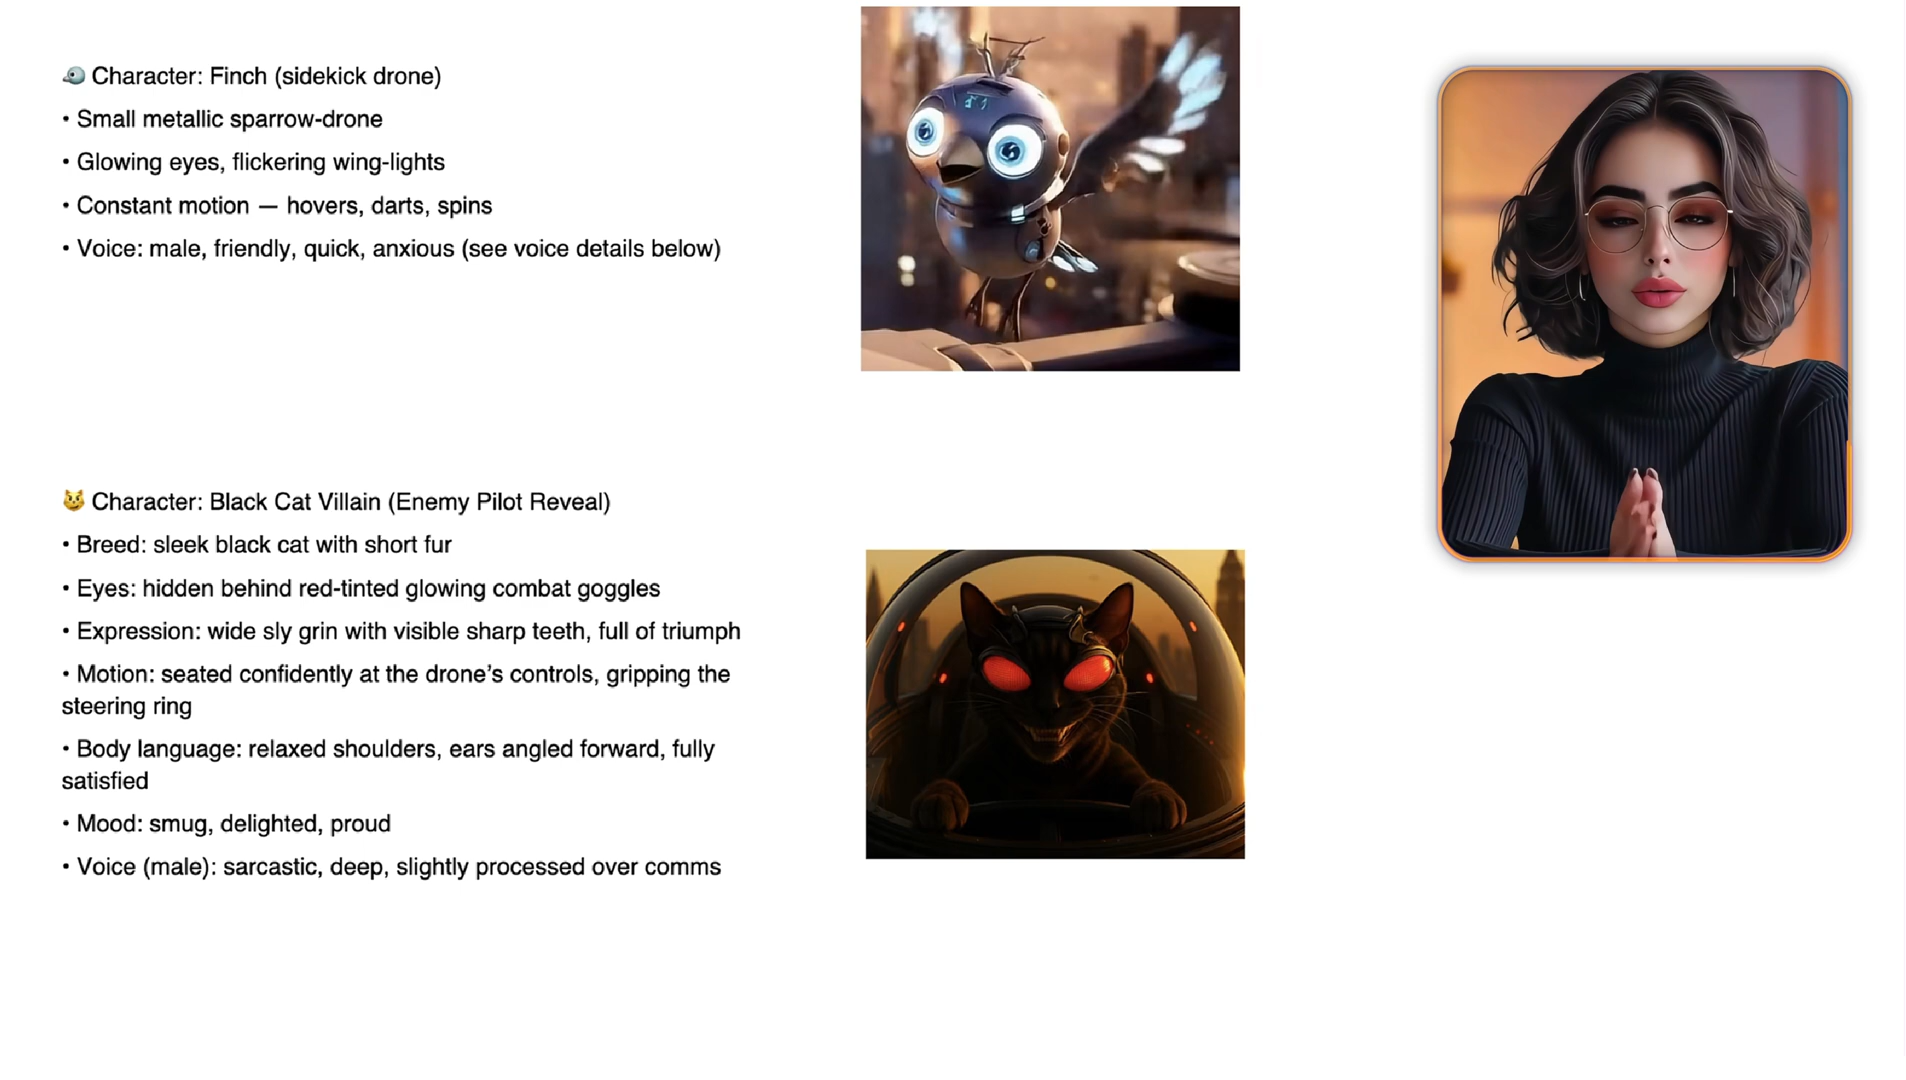 Character: Finch (sidekick drone)
• Small metallic sparrow-drone
• Glowing eyes, flickering wing-lights
• Constant motion — hovers, darts, spins
• Voice: male, friendly, quick, anxious (see voice details below)
Character: Black Cat Villain (Enemy Pilot Reveal)
• Breed: sleek black cat with short fur
• Eyes: hidden behind red-tinted glowing combat goggles
• Expression: wide sly grin with visible sharp teeth, full of triumph
• Motion: seated confidently at the drone’s controls, gripping the
steering ring
• Body language: relaxed shoulders, ears angled forward, fully
satisfied
• Mood: smug, delighted, proud
• Voice (male): sarcastic, deep, slightly processed over comms